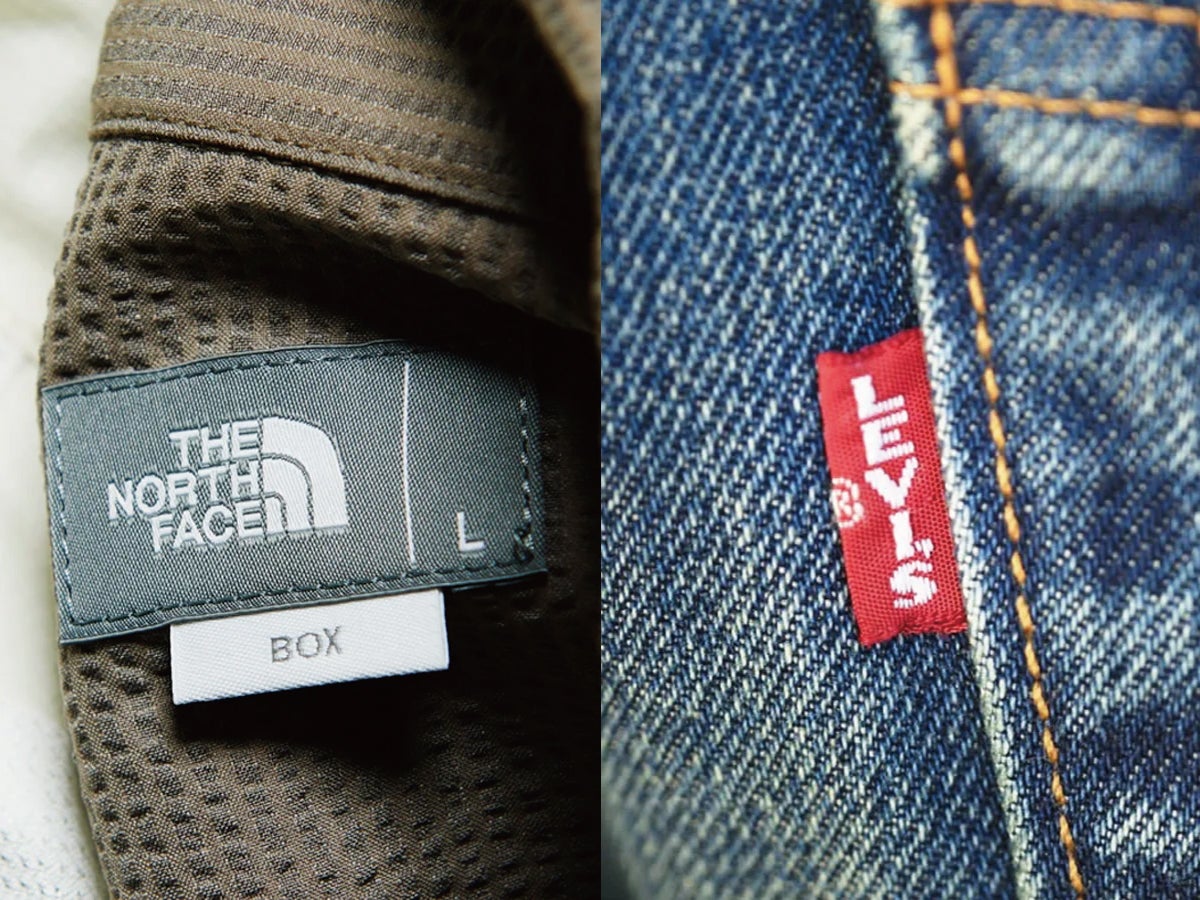 THE
NORTH
FACE
L
BOX
LEVI'S
®